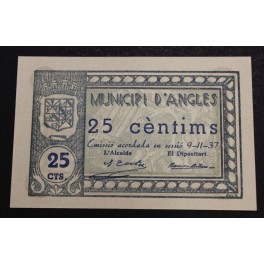 MUNICIPI D'ANGLES
25 cèntims
Emissió acordada en sessió 9-11-37
L'Alcalde El Dipositari
25
CTS.